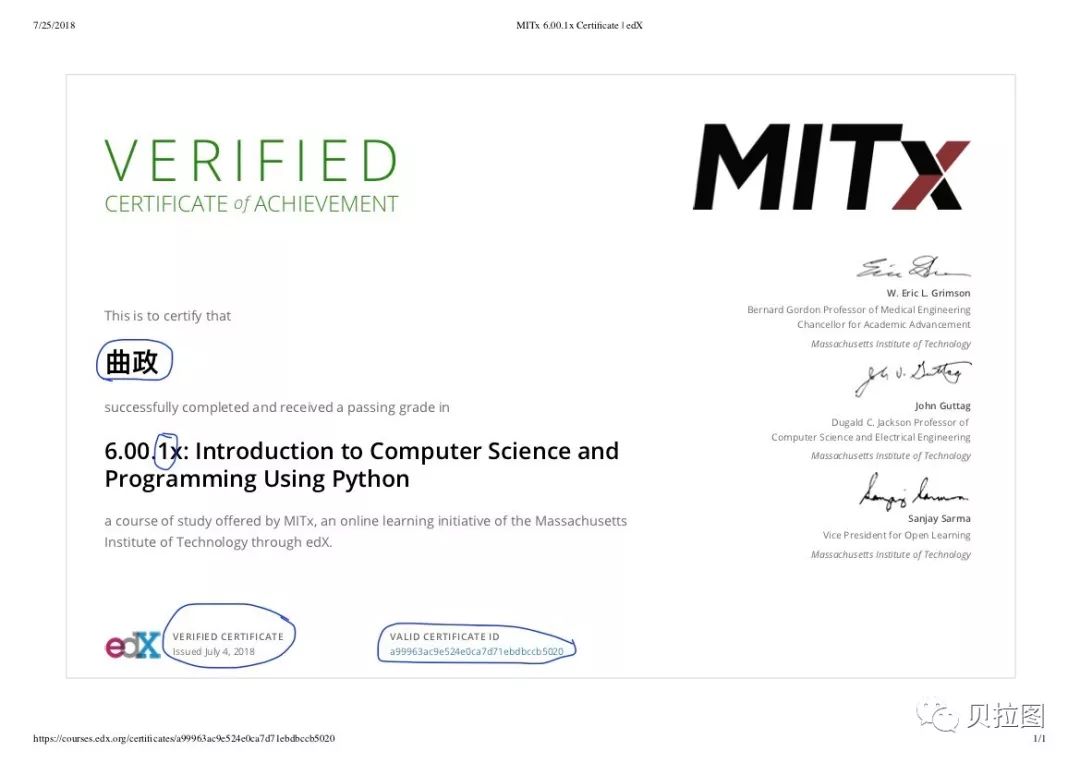 7/25/2018
MITx 6.00.1x Certificate | edX
VERIFIED
CERTIFICATE of ACHIEVEMENT
MITx
This is to certify that
曲政
successfully completed and received a passing grade in
6.00.1x: Introduction to Computer Science and
Programming Using Python
a course of study offered by MITx, an online learning initiative of the Massachusetts
Institute of Technology through edX.
W. Eric L. Grimson
Bernard Gordon Professor of Medical Engineering
Chancellor for Academic Advancement
Massachusetts Institute of Technology
John V. Guttag
John Guttag
Dugald C. Jackson Professor of
Computer Science and Electrical Engineering
Massachusetts Institute of Technology
Sanjay Sarma
Sanjay Sarma
Vice President for Open Learning
Massachusetts Institute of Technology
edX
VERIFIED CERTIFICATE
Issued July 4, 2018
VALID CERTIFICATE ID
a99963ac9e524e0ca7d71ebdbccb5020
贝拉图
https://courses.edx.org/certificates/a99963ac9e524e0ca7d71ebdbccb5020
1/1